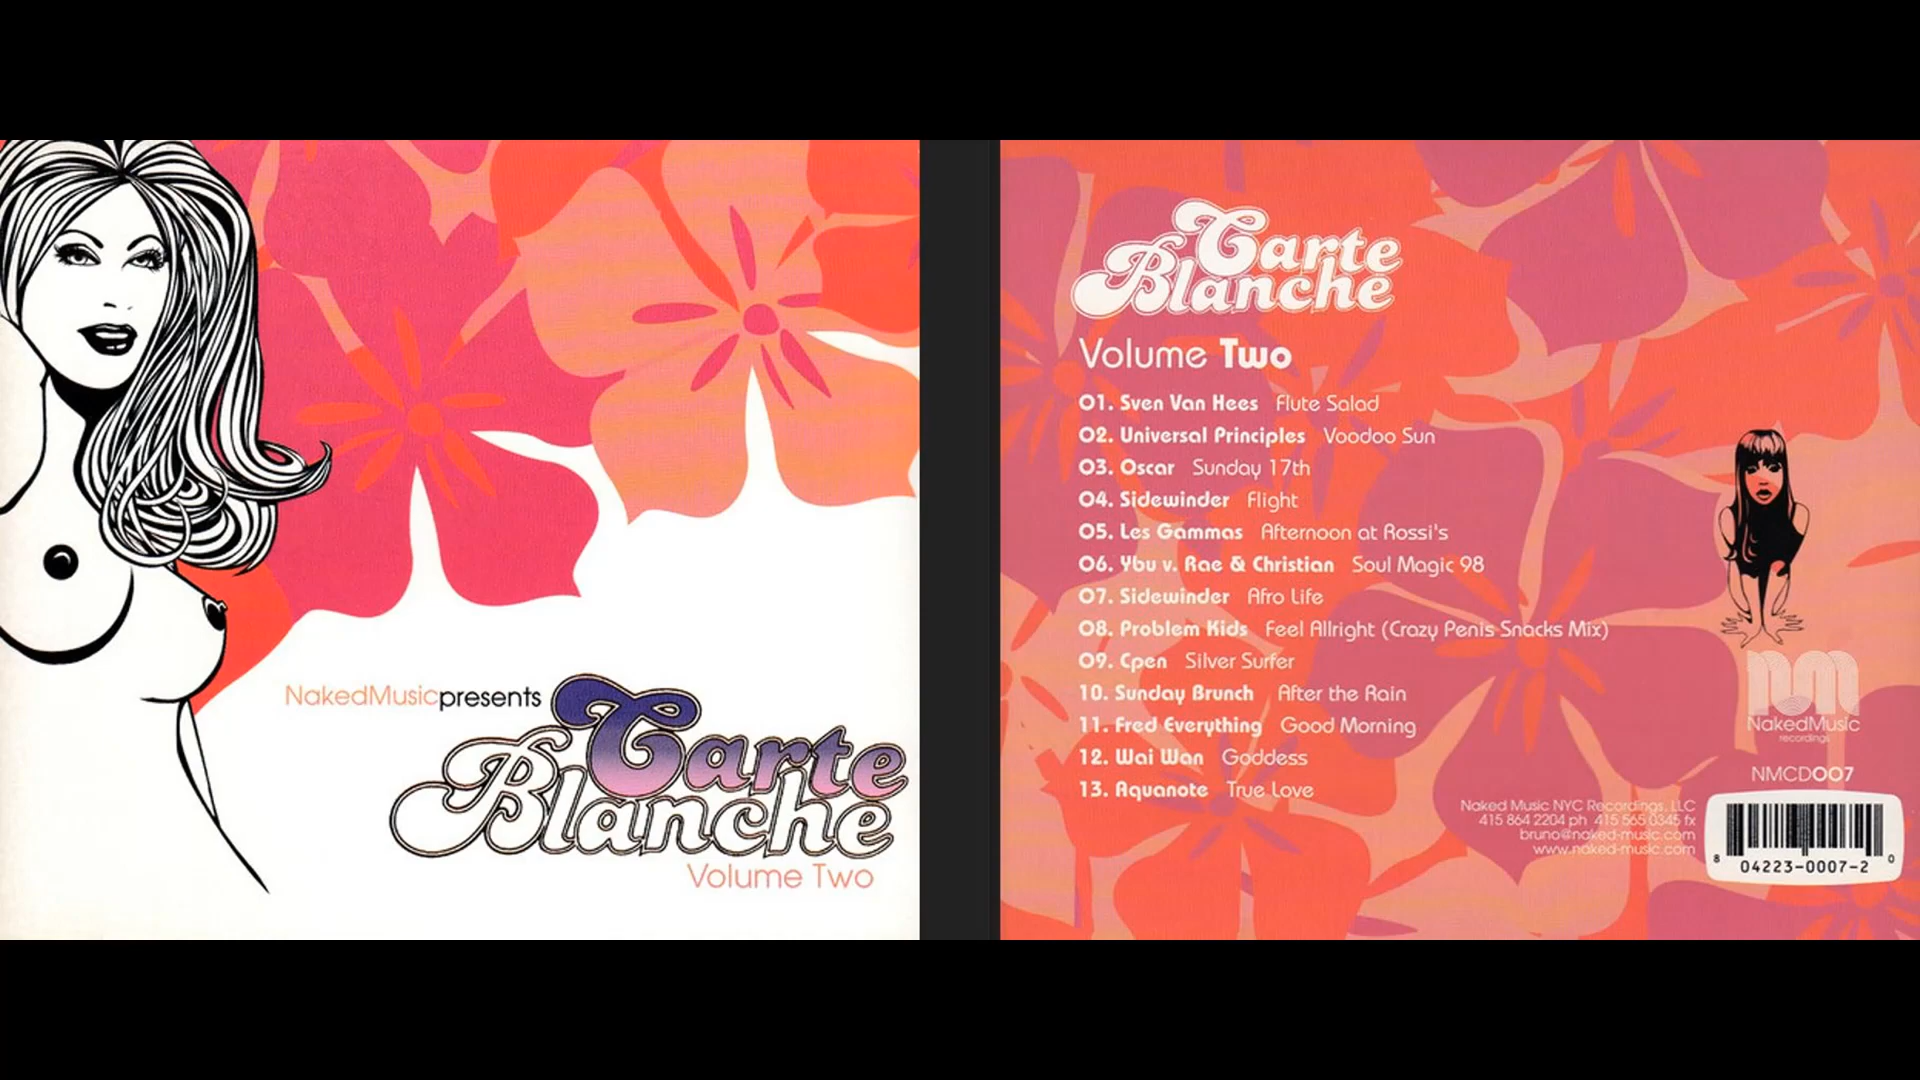 NakedMusicpresents
Carte
Blanche
Volume Two
Carte
Blanche
Volume Two
01. Sven Van Hees Flute Salad
02. Universal Principles Voodoo Sun
03. Oscar Sunday 17th
04. Sidewinder Flight
05. Les Gammas Afternoon at Rossi's
06. Ybu v. Rae & Christian Soul Magic 98
07. Sidewinder Afro Life
08. Problem Kids Feel Allright (Crazy Penis Snacks Mix)
09. Cpen Silver Surfer
10. Sunday Brunch After the Rain
11. Fred Everything Good Morning
12. Wai Wan Goddess
13. Aquanote True Love
nm
NakedMusic
recordings
NMCD007
Naked Music NYC Recordings, LLC
415 864 2204 ph 415 565 0345 fx
bruno@naked-music.com
www.naked-music.com
8 04223-0007-2 0